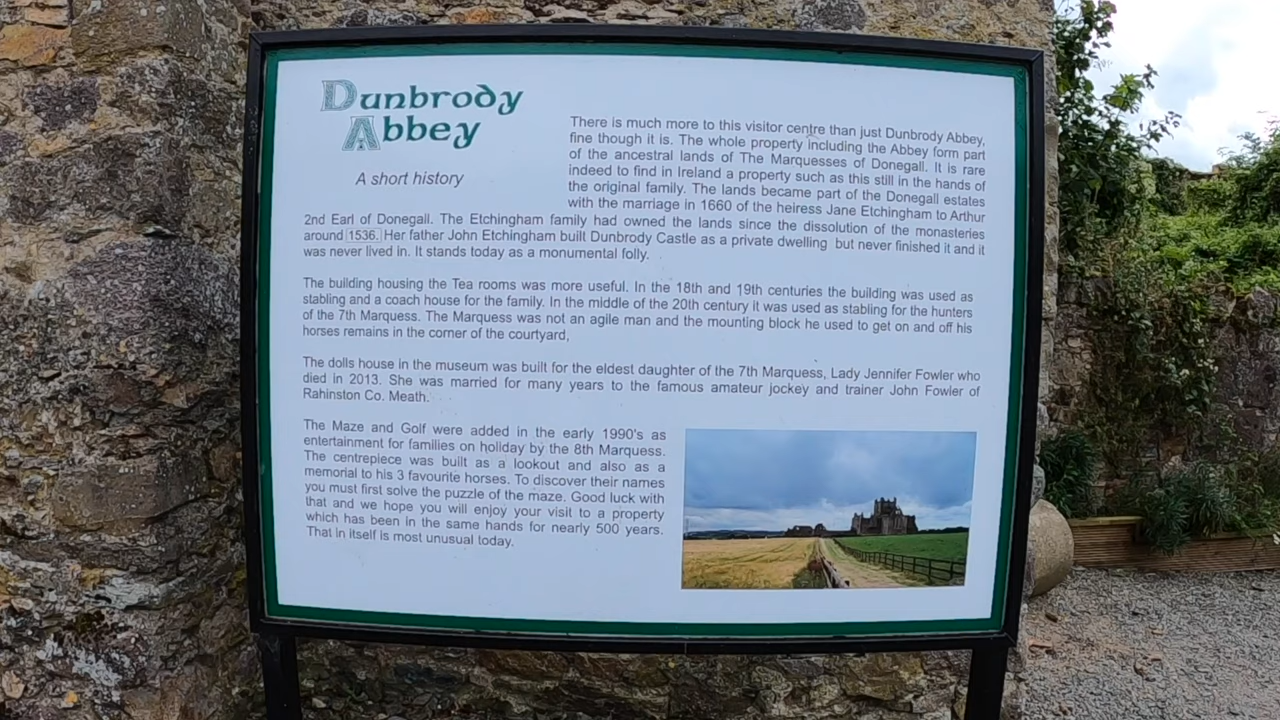 Dunbrody
Abbey
A short history
There is much more to this visitor centre than just Dunbrody Abbey,
fine though it is. The whole property including the Abbey form part
of the ancestral lands of The Marquesses of Donegall. It is rare
indeed to find in Ireland a property such as this still in the hands of
the original family. The lands became part of the Donegall estates
with the marriage in 1660 of the heiress Jane Etchingham to Arthur
2nd Earl of Donegall. The Etchingham family had owned the lands since the dissolution of the monasteries
around 1536. Her father John Etchingham built Dunbrody Castle as a private dwelling but never finished it and it
was never lived in. It stands today as a monumental folly.
The building housing the Tea rooms was more useful. In the 18th and 19th centuries the building was used as
stabling and a coach house for the family. In the middle of the 20th century it was used as stabling for the hunters
of the 7th Marquess. The Marquess was not an agile man and the mounting block he used to get on and off his
horses remains in the corner of the courtyard,
The dolls house in the museum was built for the eldest daughter of the 7th Marquess, Lady Jennifer Fowler who
died in 2013. She was married for many years to the famous amateur jockey and trainer John Fowler of
Rahinston Co. Meath.
The Maze and Golf were added in the early 1990's as
entertainment for families on holiday by the 8th Marquess.
The centrepiece was built as a lookout and also as a
memorial to his 3 favourite horses. To discover their names
you must first solve the puzzle of the maze. Good luck with
that and we hope you will enjoy your visit to a property
which has been in the same hands for nearly 500 years.
That in itself is most unusual today.